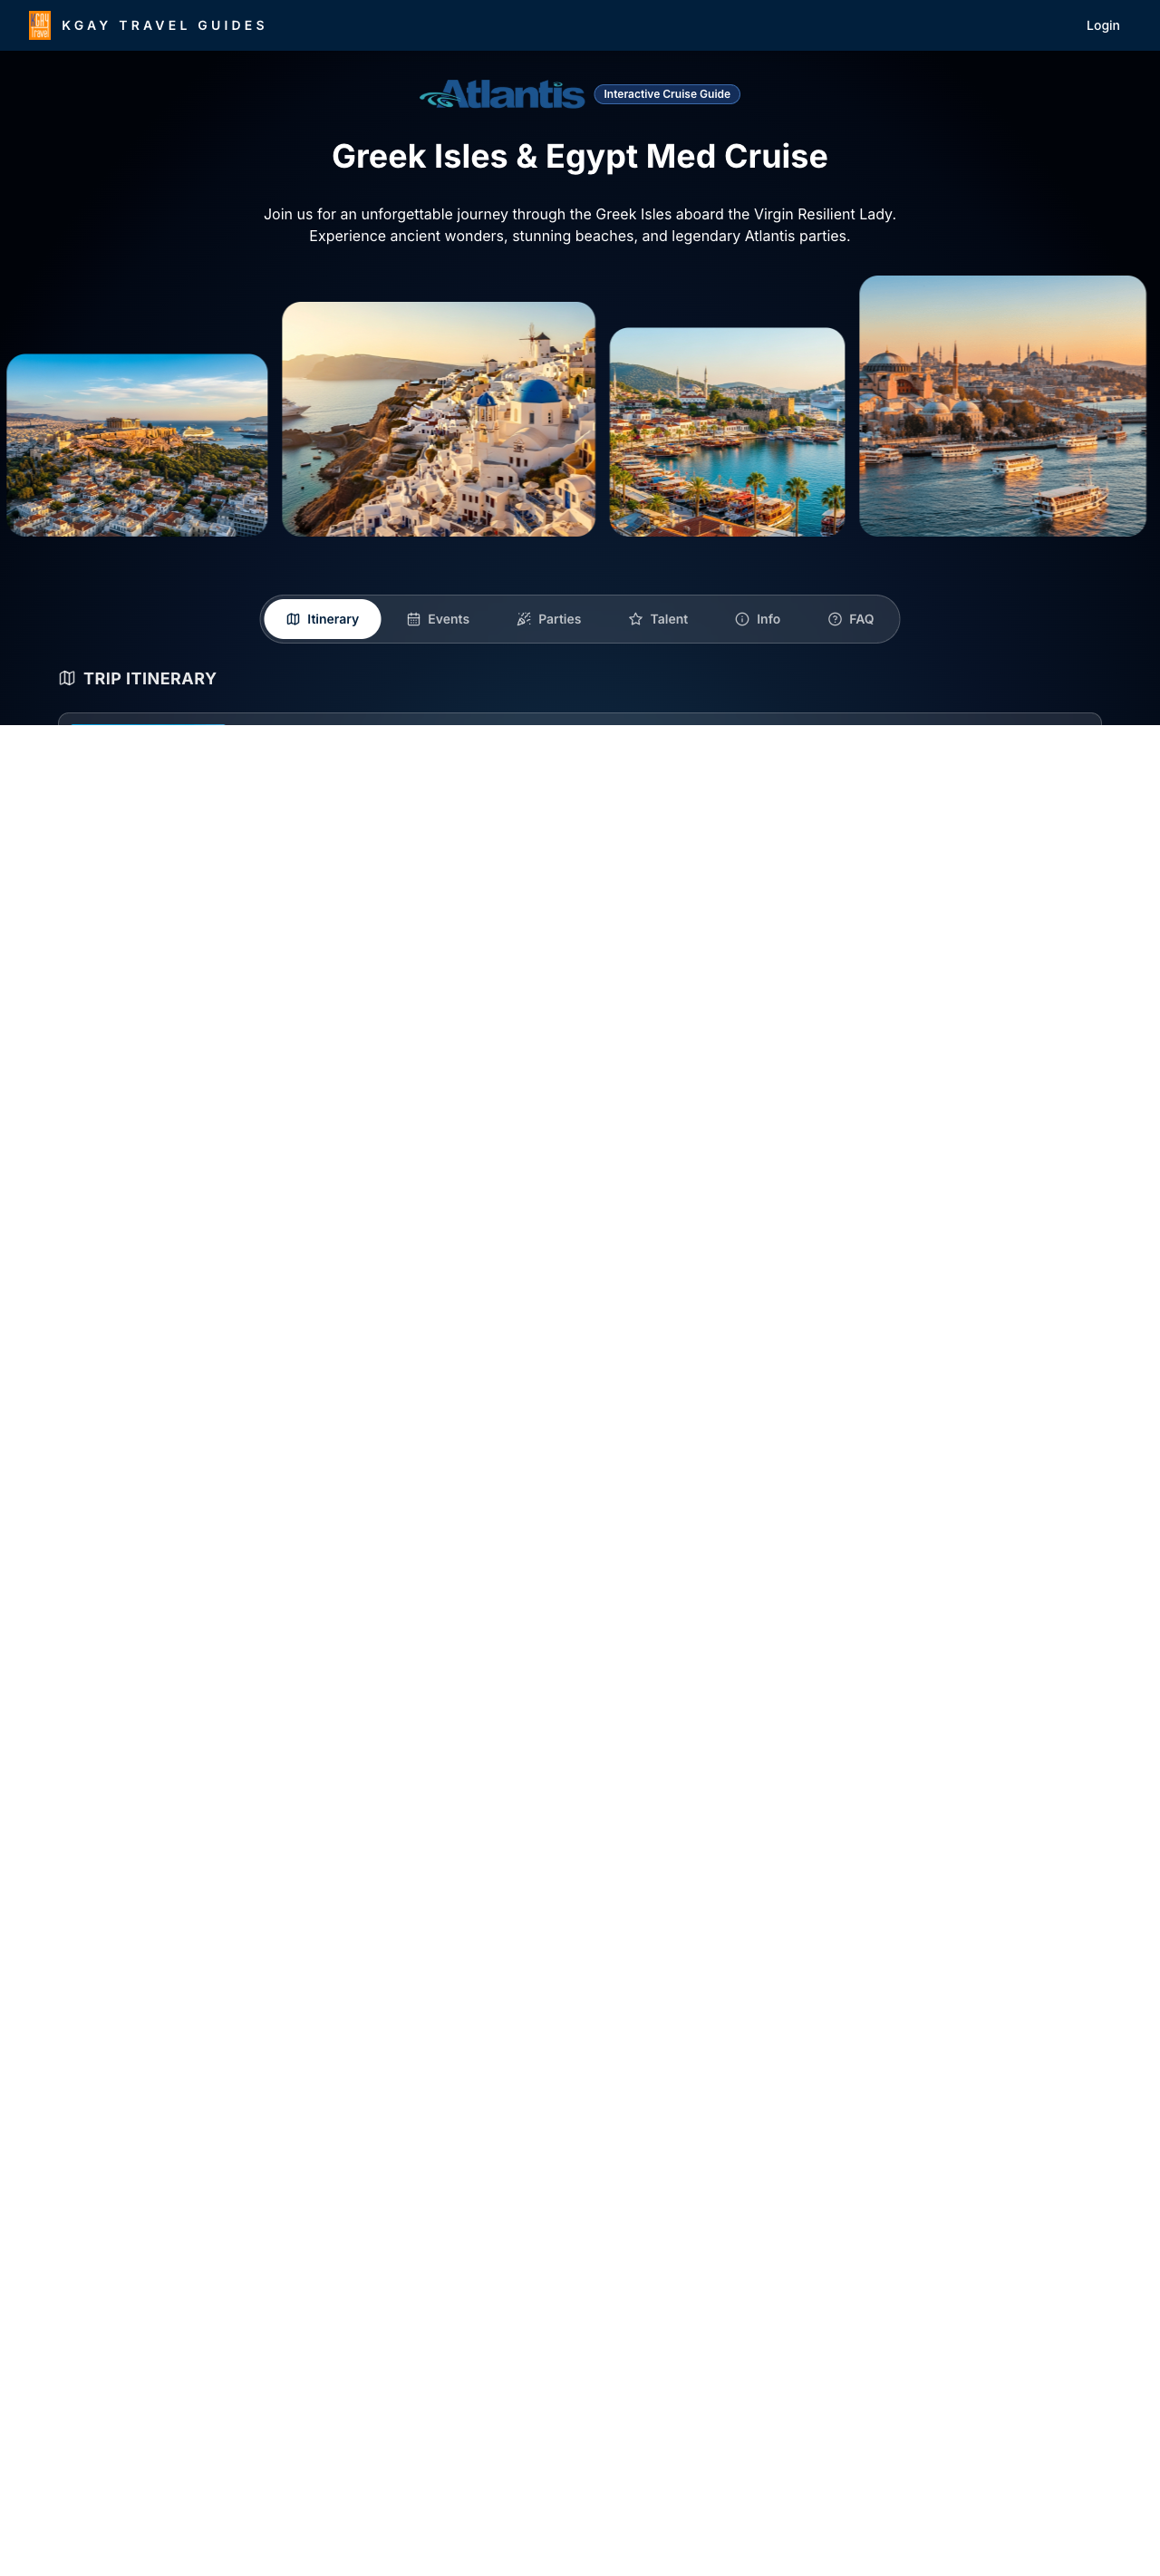 GAY
Travel
KGAY TRAVEL GUIDES
Login
Atlantis
Interactive Cruise Guide
Greek Isles & Egypt Med Cruise
Join us for an unforgettable journey through the Greek Isles aboard the Virgin Resilient Lady.
Experience ancient wonders, stunning beaches, and legendary Atlantis parties.
Itinerary
Events
Parties
Talent
Info
FAQ
TRIP ITINERARY